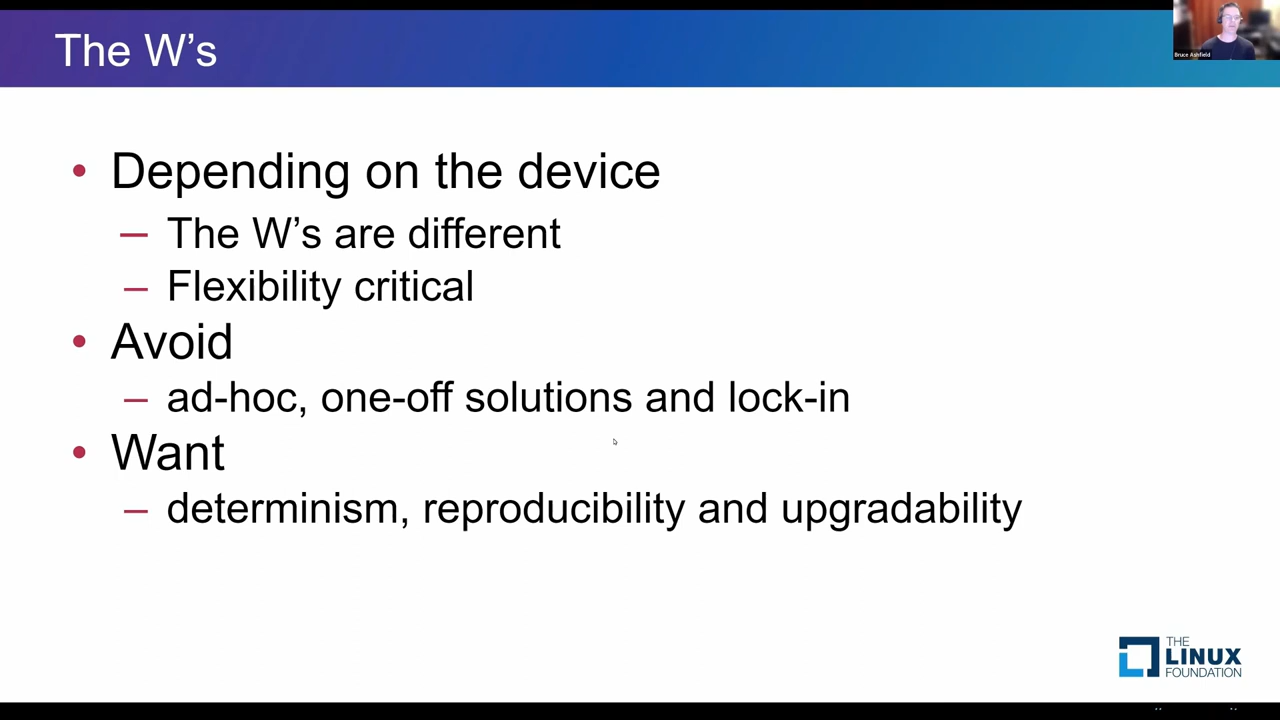 The W's
Bruce Ashfield
• Depending on the device
– The W's are different
– Flexibility critical
• Avoid
– ad-hoc, one-off solutions and lock-in
• Want
– determinism, reproducibility and upgradability
THE
LINUX
FOUNDATION